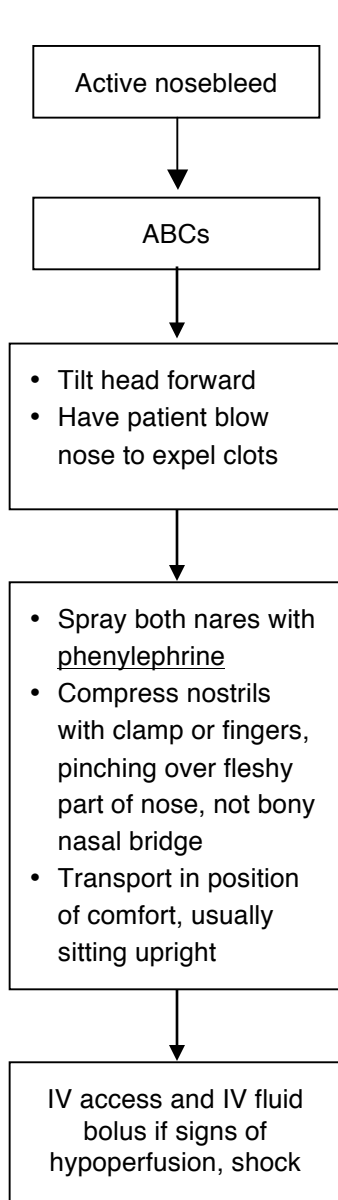 Active nosebleed
ABCs
• Tilt head forward
• Have patient blow
nose to expel clots
• Spray both nares with
phenylephrine
• Compress nostrils
with clamp or fingers,
pinching over fleshy
part of nose, not bony
nasal bridge
• Transport in position
of comfort, usually
sitting upright
IV access and IV fluid
bolus if signs of
hypoperfusion, shock